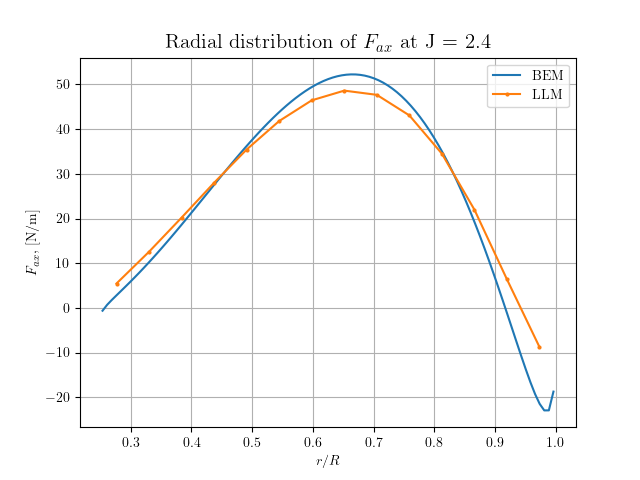 Radial distribution of F_ax at J = 2.4
BEM
LLM
50
40
30
20
10
0
−10
−20
F_ax, [N/m]
0.3 0.4 0.5 0.6 0.7 0.8 0.9 1.0
r/R